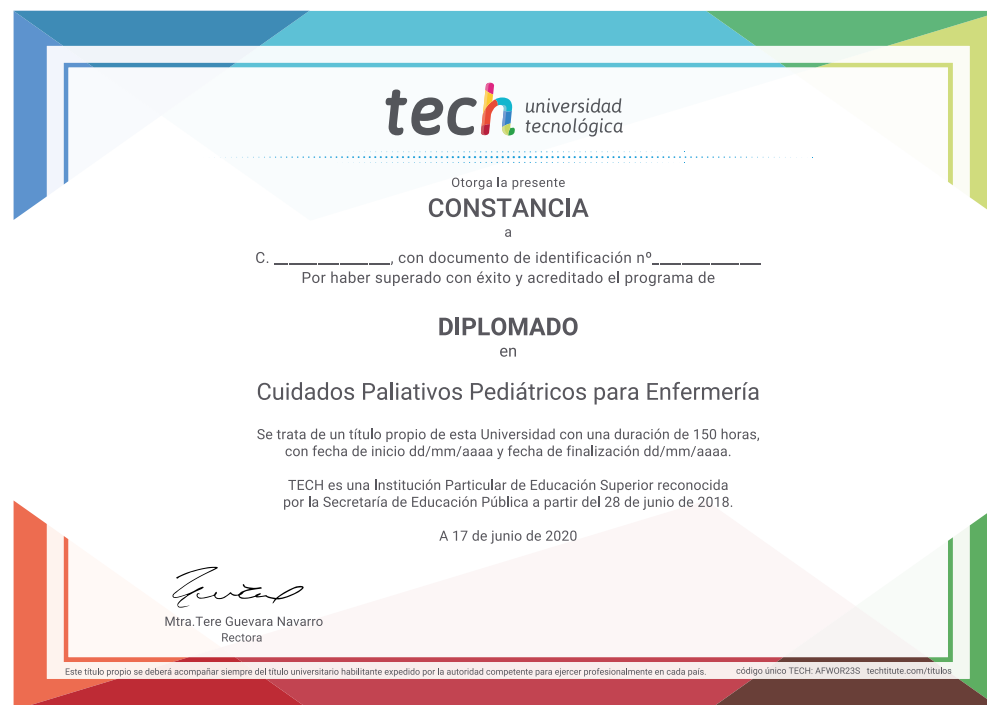 tech universidad
tecnológica
Otorga la presente
CONSTANCIA
a
C. ______________, con documento de identificación nº_____________
Por haber superado con éxito y acreditado el programa de
DIPLOMADO
en
Cuidados Paliativos Pediátricos para Enfermería
Se trata de un título propio de esta Universidad con una duración de 150 horas,
con fecha de inicio dd/mm/aaaa y fecha de finalización dd/mm/aaaa.
TECH es una Institución Particular de Educación Superior reconocida
por la Secretaría de Educación Pública a partir del 28 de junio de 2018.
A 17 de junio de 2020
Mtra.Tere Guevara Navarro
Rectora
Este título propio se deberá acompañar siempre del título universitario habilitante expedido por la autoridad competente para ejercer profesionalmente en cada país. código único TECH: AFWOR23S techtitute.com/titulos